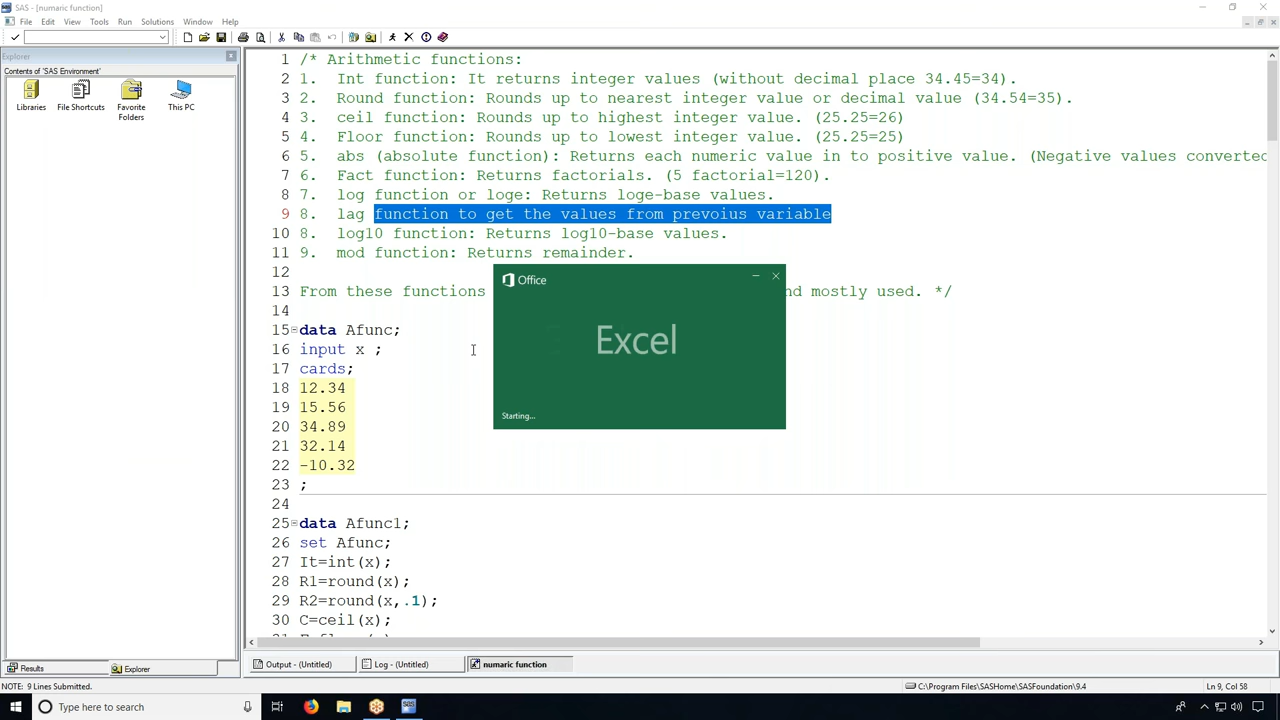 SAS - [numaric function]
File Edit View Tools Run Solutions Window Help
Explorer
Contents of 'SAS Environment'
Libraries
File Shortcuts
Favorite Folders
This PC
1 /* Arithmetic functions:
2 1. Int function: It returns integer values (without decimal place 34.45=34).
3 2. Round function: Rounds up to nearest integer value or decimal value (34.54=35).
4 3. ceil function: Rounds up to highest integer value. (25.25=26)
5 4. Floor function: Rounds up to lowest integer value. (25.25=25)
6 5. abs (absolute function): Returns each numeric value in to positive value. (Negative values converted
7 6. Fact function: Returns factorials. (5 factorial=120).
8 7. log function or loge: Returns loge-base values.
9 8. lag function to get the values from prevoius variable
10 8. log10 function: Returns log10-base values.
11 9. mod function: Returns remainder.
12
13 From these functions nd mostly used. */
14
15 data Afunc;
16 input x ;
17 cards;
18 12.34
19 15.56
20 34.89
21 32.14
22 -10.32
23 ;
24
25 data Afunc1;
26 set Afunc;
27 It=int(x);
28 R1=round(x);
29 R2=round(x,.1);
30 C=ceil(x);
Office
Excel
Starting...
Results
Explorer
Output - (Untitled)
Log - (Untitled)
numaric function
NOTE: 9 Lines Submitted.
C:\Program Files\SASHome\SASFoundation\9.4
Ln 9, Col 58
Type here to search
SAS